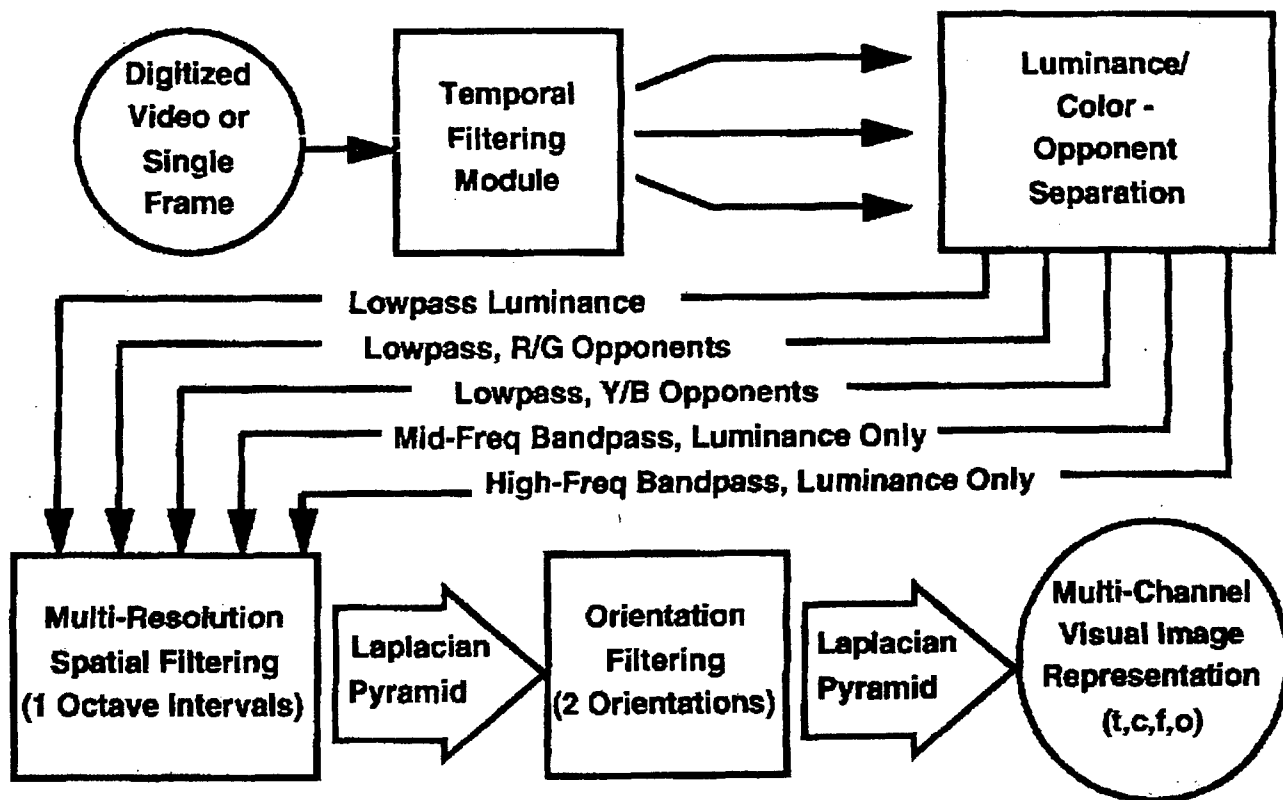 Digitized
Video or
Single
Frame
Temporal
Filtering
Module
Luminance/
Color -
Opponent
Separation
Lowpass Luminance
Lowpass, R/G Opponents
Lowpass, Y/B Opponents
Mid-Freq Bandpass, Luminance Only
High-Freq Bandpass, Luminance Only
Multi-Resolution
Spatial Filtering
(1 Octave Intervals)
Laplacian
Pyramid
Orientation
Filtering
(2 Orientations)
Laplacian
Pyramid
Multi-Channel
Visual Image
Representation
(t,c,f,o)